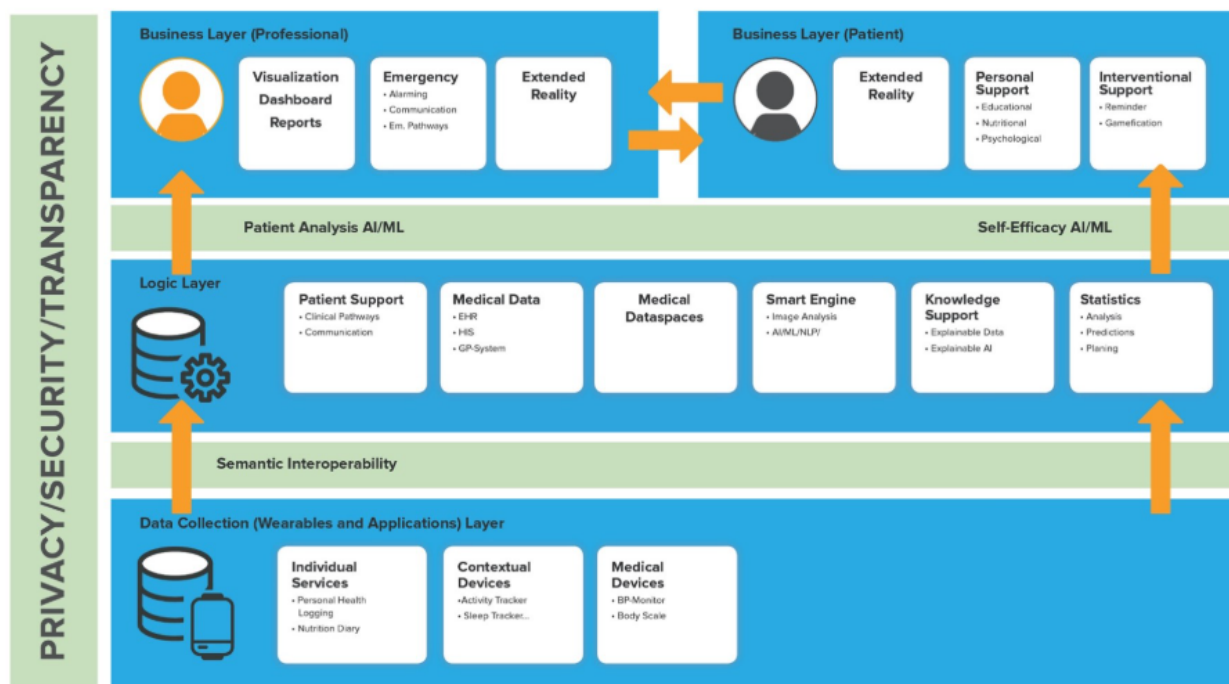 PRIVACY/SECURITY/TRANSPARENCY
Business Layer (Professional)
Visualization
Dashboard
Reports
Emergency
• Alarming
• Communication
• Em. Pathways
Extended
Reality
Business Layer (Patient)
Extended
Reality
Personal
Support
• Educational
• Nutritional
• Psychological
Interventional
Support
• Reminder
• Gamefication
Patient Analysis AI/ML
Self-Efficacy AI/ML
Logic Layer
Patient Support
• Clinical Pathways
• Communication
Medical Data
• EHR
• HIS
• GP-System
Medical
Dataspaces
Smart Engine
• Image Analysis
• AI/ML/NLP/
Knowledge
Support
• Explainable Data
• Explainable AI
Statistics
• Analysis
• Predictions
• Planing
Semantic Interoperability
Data Collection (Wearables and Applications) Layer
Individual
Services
• Personal Health
Logging
• Nutrition Diary
Contextual
Devices
•Activity Tracker
• Sleep Tracker...
Medical
Devices
• BP-Monitor
• Body Scale